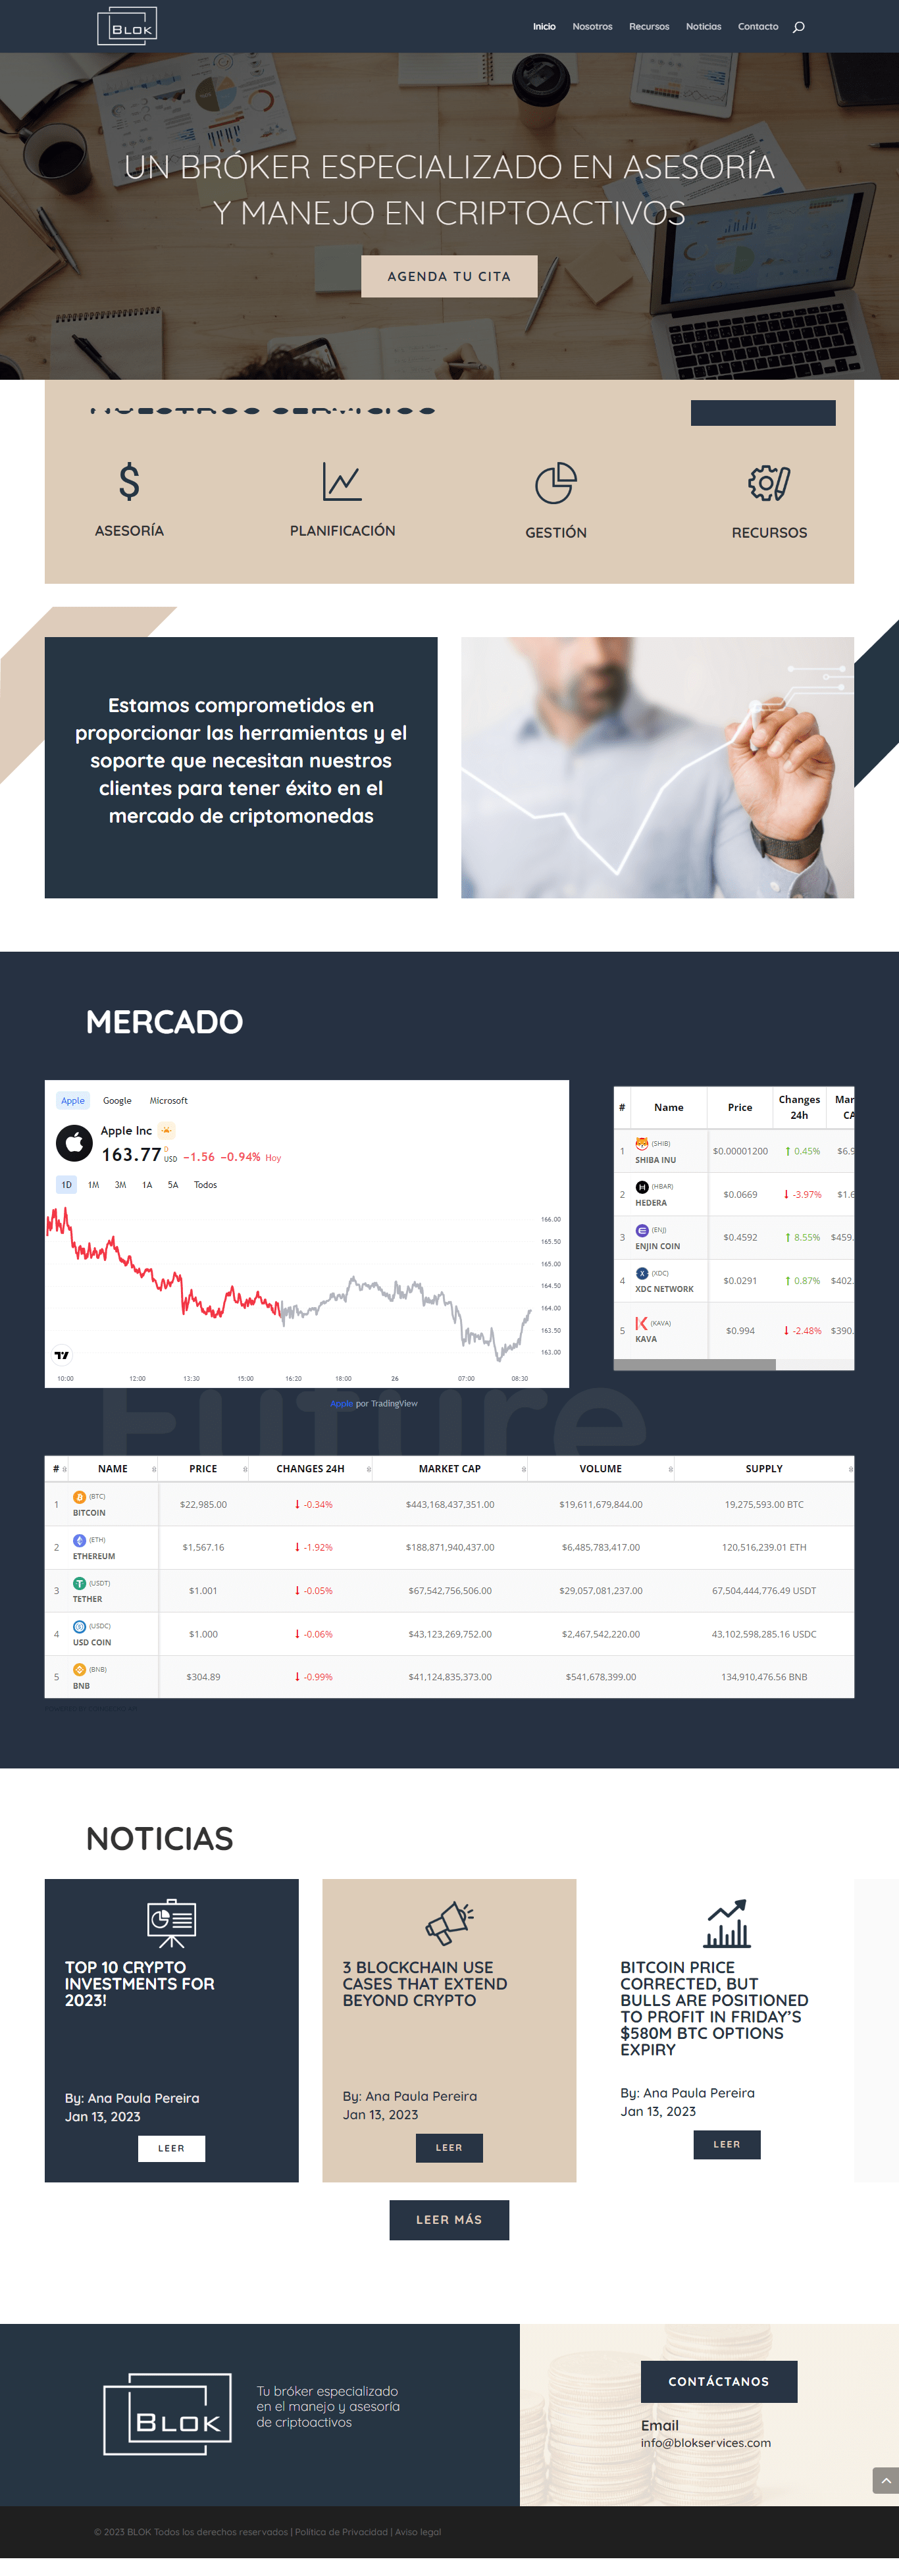 BLOK
Inicio Nosotros Recursos Noticias Contacto
UN BRÓKER ESPECIALIZADO EN ASESORÍA
Y MANEJO EN CRIPTOACTIVOS
AGENDA TU CITA
ASESORÍA
PLANIFICACIÓN
GESTIÓN
RECURSOS
Estamos comprometidos en
proporcionar las herramientas y el
soporte que necesitan nuestros
clientes para tener éxito en el
mercado de criptomonedas
MERCADO
Apple Google Microsoft
Apple Inc
163.77 D USD −1.56 −0.94% Hoy
1D 1M 3M 1A 5A Todos
166.00
165.50
165.00
164.50
164.00
163.50
163.00
10:00 12:00 13:30 15:00 16:20 18:00 26 07:00 08:30
Apple por TradingView
# Name Price Changes 24h Mar CA
1 (SHIB) SHIBA INU $0.00001200 0.45% $6.9
2 (HBAR) HEDERA $0.0669 -3.97% $1.6
3 (ENJ) ENJIN COIN $0.4592 8.55% $459.
4 (XDC) XDC NETWORK $0.0291 0.87% $402.
5 (KAVA) KAVA $0.994 -2.48% $390.
Future
# NAME PRICE CHANGES 24H MARKET CAP VOLUME SUPPLY
1 (BTC) BITCOIN $22,985.00 -0.34% $443,168,437,351.00 $19,611,679,844.00 19,275,593.00 BTC
2 (ETH) ETHEREUM $1,567.16 -1.92% $188,871,940,437.00 $6,485,783,417.00 120,516,239.01 ETH
3 (USDT) TETHER $1.001 -0.05% $67,542,756,506.00 $29,057,081,237.00 67,504,444,776.49 USDT
4 (USDC) USD COIN $1.000 -0.06% $43,123,269,752.00 $2,467,542,220.00 43,102,598,285.16 USDC
5 (BNB) BNB $304.89 -0.99% $41,124,835,373.00 $541,678,399.00 134,910,476.56 BNB
NOTICIAS
TOP 10 CRYPTO
INVESTMENTS FOR
2023!
By: Ana Paula Pereira
Jan 13, 2023
LEER
3 BLOCKCHAIN USE
CASES THAT EXTEND
BEYOND CRYPTO
By: Ana Paula Pereira
Jan 13, 2023
LEER
BITCOIN PRICE
CORRECTED, BUT
BULLS ARE POSITIONED
TO PROFIT IN FRIDAY'S
$580M BTC OPTIONS
EXPIRY
By: Ana Paula Pereira
Jan 13, 2023
LEER
LEER MÁS
BLOK
Tu bróker especializado
en el manejo y asesoría
de criptoactivos
CONTÁCTANOS
Email
info@blokservices.com
© 2023 BLOK Todos los derechos reservados | Política de Privacidad | Aviso legal